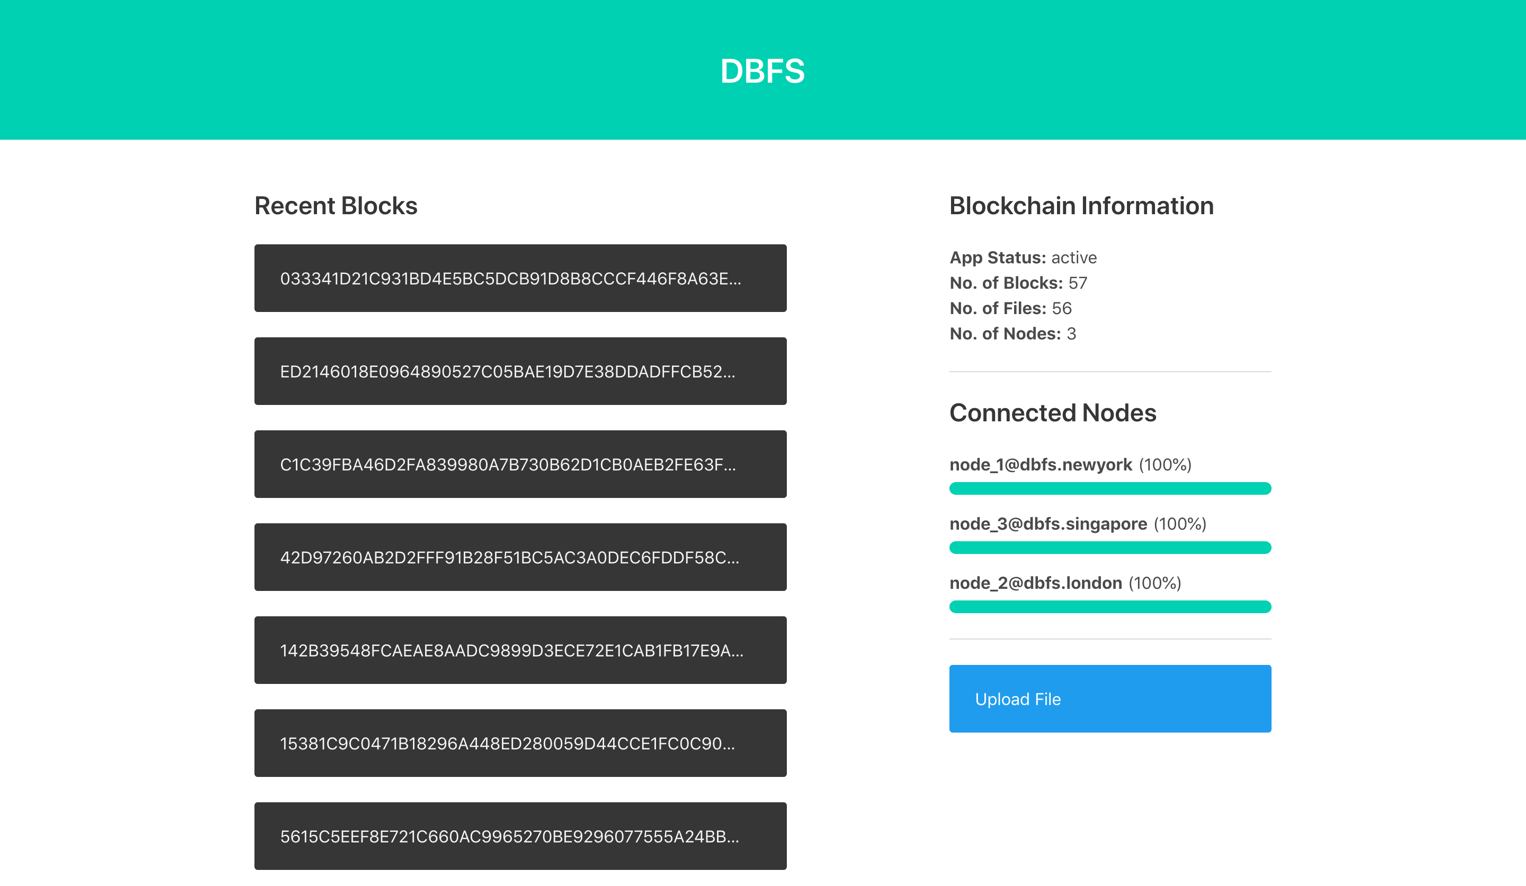 DBFS
Recent Blocks
033341D21C931BD4E5BC5DCB91D8B8CCCF446F8A63E...
ED2146018E0964890527C05BAE19D7E38DDADFFCB52...
C1C39FBA46D2FA839980A7B730B62D1CB0AEB2FE63F...
42D97260AB2D2FFF91B28F51BC5AC3A0DEC6FDDF58C...
142B39548FCAEAE8AADC9899D3ECE72E1CAB1FB17E9A...
15381C9C0471B18296A448ED280059D44CCE1FC0C90...
5615C5EEF8E721C660AC9965270BE9296077555A24BB...
Blockchain Information
App Status: active
No. of Blocks: 57
No. of Files: 56
No. of Nodes: 3
Connected Nodes
node_1@dbfs.newyork (100%)
node_3@dbfs.singapore (100%)
node_2@dbfs.london (100%)
Upload File